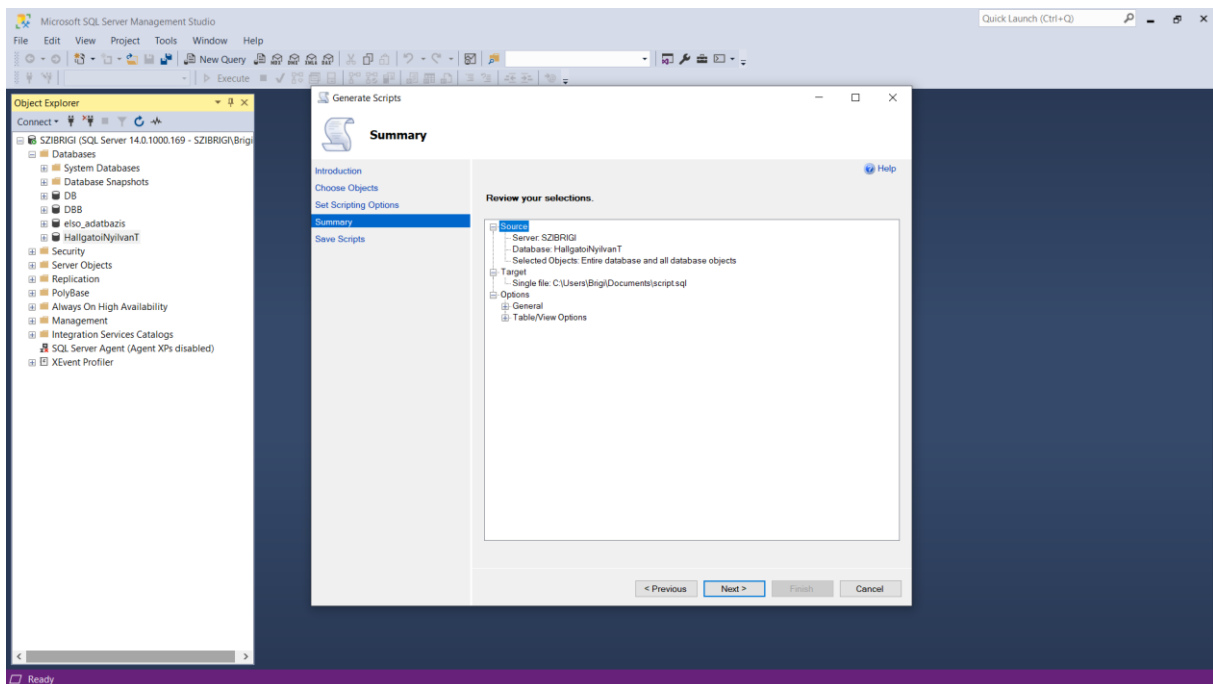 Microsoft SQL Server Management Studio
Quick Launch (Ctrl+Q)
File Edit View Project Tools Window Help
New Query
Execute
Object Explorer
Connect
SZIBRIGI (SQL Server 14.0.1000.169 - SZIBRIGI\Brigi
Databases
System Databases
Database Snapshots
DB
DBB
elso_adatbazis
HallgatoiNyilvanT
Security
Server Objects
Replication
PolyBase
Always On High Availability
Management
Integration Services Catalogs
SQL Server Agent (Agent XPs disabled)
XEvent Profiler
Generate Scripts
Summary
Introduction
Choose Objects
Set Scripting Options
Summary
Save Scripts
Help
Review your selections.
Source
Server: SZIBRIGI
Database: HallgatoiNyilvanT
Selected Objects: Entire database and all database objects
Target
Single file: C:\Users\Brigi\Documents\script.sql
Options
General
Table/View Options
< Previous Next > Finish Cancel
Ready